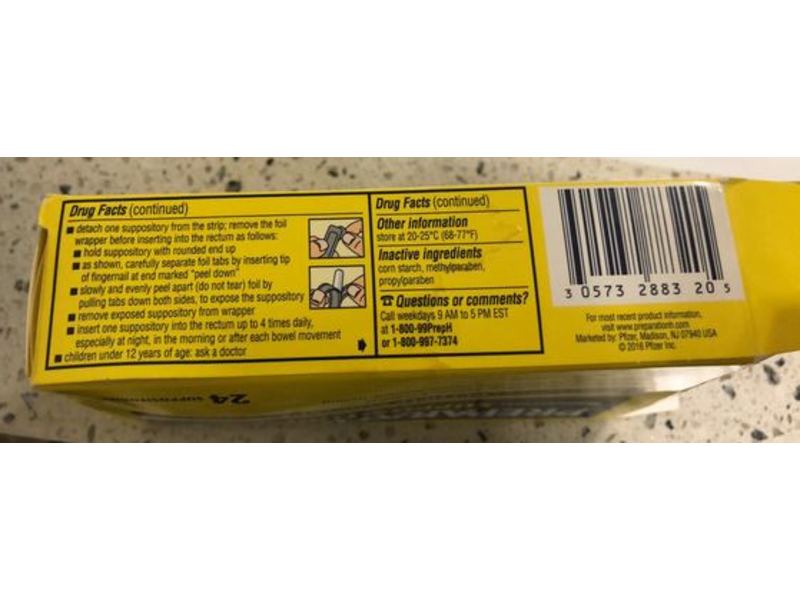 Drug Facts (continued)
■ detach one suppository from the strip; remove the foil
wrapper before inserting into the rectum as follows:
■ hold suppository with rounded end up
■ as shown, carefully separate foil tabs by inserting tip
of fingernail at end marked "peel down"
■ slowly and evenly peel apart (do not tear) foil by
pulling tabs down both sides, to expose the suppository
■ remove exposed suppository from wrapper
■ insert one suppository into the rectum up to 4 times daily,
especially at night, in the morning or after each bowel movement
■ children under 12 years of age: ask a doctor
Drug Facts (continued)
Other information
store at 20-25°C (68-77°F)
Inactive ingredients
corn starch, methylparaben,
propylparaben
☎ Questions or comments?
Call weekdays 9 AM to 5 PM EST
at 1-800-99PrepH
or 1-800-997-7374
3 0573 2883 20 5
For most recent product information,
visit www.preparationh.com
Marketed by: Pfizer, Madison, NJ 07940 USA
© 2016 Pfizer Inc.
24